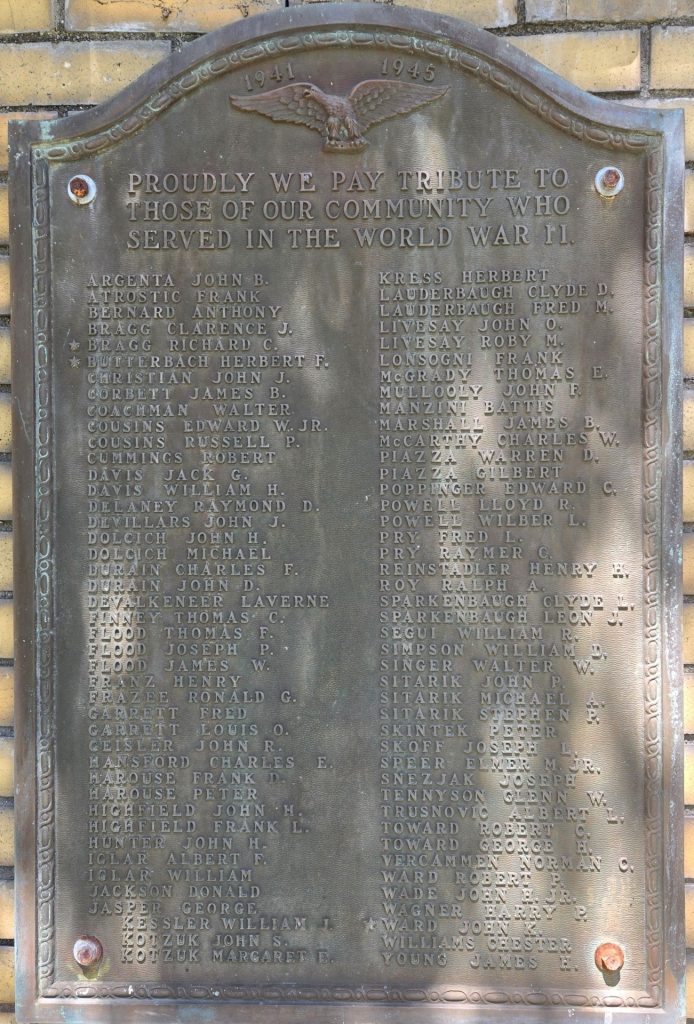 1941 1945
PROUDLY WE PAY TRIBUTE TO
THOSE OF OUR COMMUNITY WHO
SERVED IN THE WORLD WAR II.
ARGENTA JOHN B.
ATROSTIC FRANK
BERNARD ANTHONY
BRAGG CLARENCE J.
★ BRAGG RICHARD C.
★ BUTTERBACH HERBERT F.
CHRISTIAN JOHN J.
CORBETT JAMES B.
COACHMAN WALTER
COUSINS EDWARD W. JR.
COUSINS RUSSELL P.
CUMMINGS ROBERT
DAVIS JACK G.
DAVIS WILLIAM H.
DELANEY RAYMOND D.
DEVILLARS JOHN J.
DOLCICH JOHN H.
DOLCICH MICHAEL
DURAIN CHARLES F.
DURAIN JOHN D.
DEVALKENEER LAVERNE
FINNEY THOMAS C.
FLOOD THOMAS F.
FLOOD JOSEPH P.
FLOOD JAMES W.
FRANZ HENRY
FRAZEE RONALD G.
GARRETT FRED
GARRETT LOUIS O.
GEISLER JOHN R.
HANSFORD CHARLES E.
HAROUSE FRANK D.
HAROUSE PETER
HIGHFIELD JOHN H.
HIGHFIELD FRANK L.
HUNTER JOHN H.
IGLAR ALBERT F.
IGLAR WILLIAM
JACKSON DONALD
JASPER GEORGE
KESSLER WILLIAM J.
KOTZUK JOHN S.
KOTZUK MARGARET E.
KRESS HERBERT
LAUDERBAUGH CLYDE D.
LAUDERBAUGH FRED M.
LIVESAY JOHN O.
LIVESAY ROBY M.
LONSOGNI FRANK
McGRADY THOMAS E.
MULLOOLY JOHN F.
MANZINI BATTIS
MARSHALL JAMES B.
McCARTHY CHARLES W.
PIAZZA WARREN D.
PIAZZA GILBERT
POPPINGER EDWARD C.
POWELL LLOYD R.
POWELL WILBER L.
PRY FRED L.
PRY RAYMER C.
REINSTADLER HENRY H.
ROY RALPH A.
SPARKENBAUGH CLYDE L.
SPARKENBAUGH LEON J.
SEGUI WILLIAM R.
SIMPSON WILLIAM D.
SINGER WALTER W.
SITARIK JOHN P.
SITARIK MICHAEL A.
SITARIK STEPHEN P.
SKINTEK PETER
SKOFF JOSEPH L.
SPEER ELMER M. JR.
SNEZJAK JOSEPH
TENNYSON GLENN W.
TRUSNOVIC ALBERT L.
TOWARD ROBERT C.
TOWARD GEORGE H.
VERCAMMEN NORMAN C.
WARD ROBERT P.
WADE JOHN H. JR.
WAGNER HARRY P.
★ WARD JOHN K.
WILLIAMS CHESTER
YOUNG JAMES H.